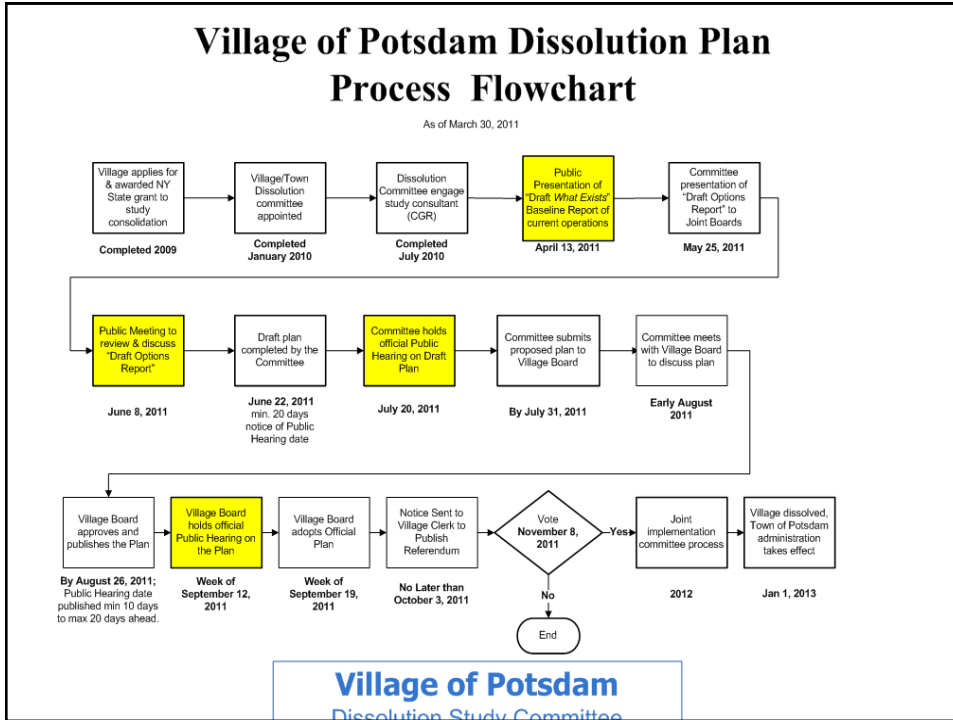 Village of Potsdam Dissolution Plan
Process Flowchart
As of March 30, 2011
Village applies for
& awarded NY
State grant to
study
consolidation
Completed 2009
Village/Town
Dissolution
committee
appointed
Completed
January 2010
Dissolution
Committee engage
study consultant
(CGR)
Completed
July 2010
Public
Presentation of
"Draft What Exists"
Baseline Report of
current operations
April 13, 2011
Committee
presentation of
"Draft Options
Report" to
Joint Boards
May 25, 2011
Public Meeting to
review & discuss
"Draft Options
Report"
June 8, 2011
Draft plan
completed by the
Committee
June 22, 2011
min. 20 days
notice of Public
Hearing date
Committee holds
official Public
Hearing on Draft
Plan
July 20, 2011
Committee submits
proposed plan to
Village Board
By July 31, 2011
Committee meets
with Village Board
to discuss plan
Early August
2011
Village Board
approves and
publishes the Plan
By August 26, 2011;
Public Hearing date
published min 10 days
to max 20 days ahead.
Village Board
holds official
Public Hearing on
the Plan
Week of
September 12,
2011
Village Board
adopts Official
Plan
Week of
September 19,
2011
Notice Sent to
Village Clerk to
Publish
Referendum
No Later than
October 3, 2011
Vote
November 8,
2011
Yes
No
End
Joint
implementation
committee process
2012
Village dissolved,
Town of Potsdam
administration
takes effect
Jan 1, 2013
Village of Potsdam
Dissolution Study Committee